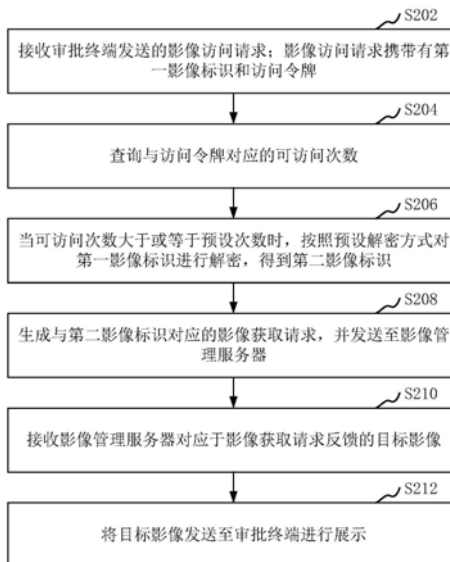 S202
接收审批终端发送的影像访问请求；影像访问请求携带有第
一影像标识和访问令牌
S204
查询与访问令牌对应的可访问次数
S206
当可访问次数大于或等于预设次数时，按照预设解密方式对
第一影像标识进行解密，得到第二影像标识
S208
生成与第二影像标识对应的影像获取请求，并发送至影像管
理服务器
S210
接收影像管理服务器对应于影像获取请求反馈的目标影像
S212
将目标影像发送至审批终端进行展示